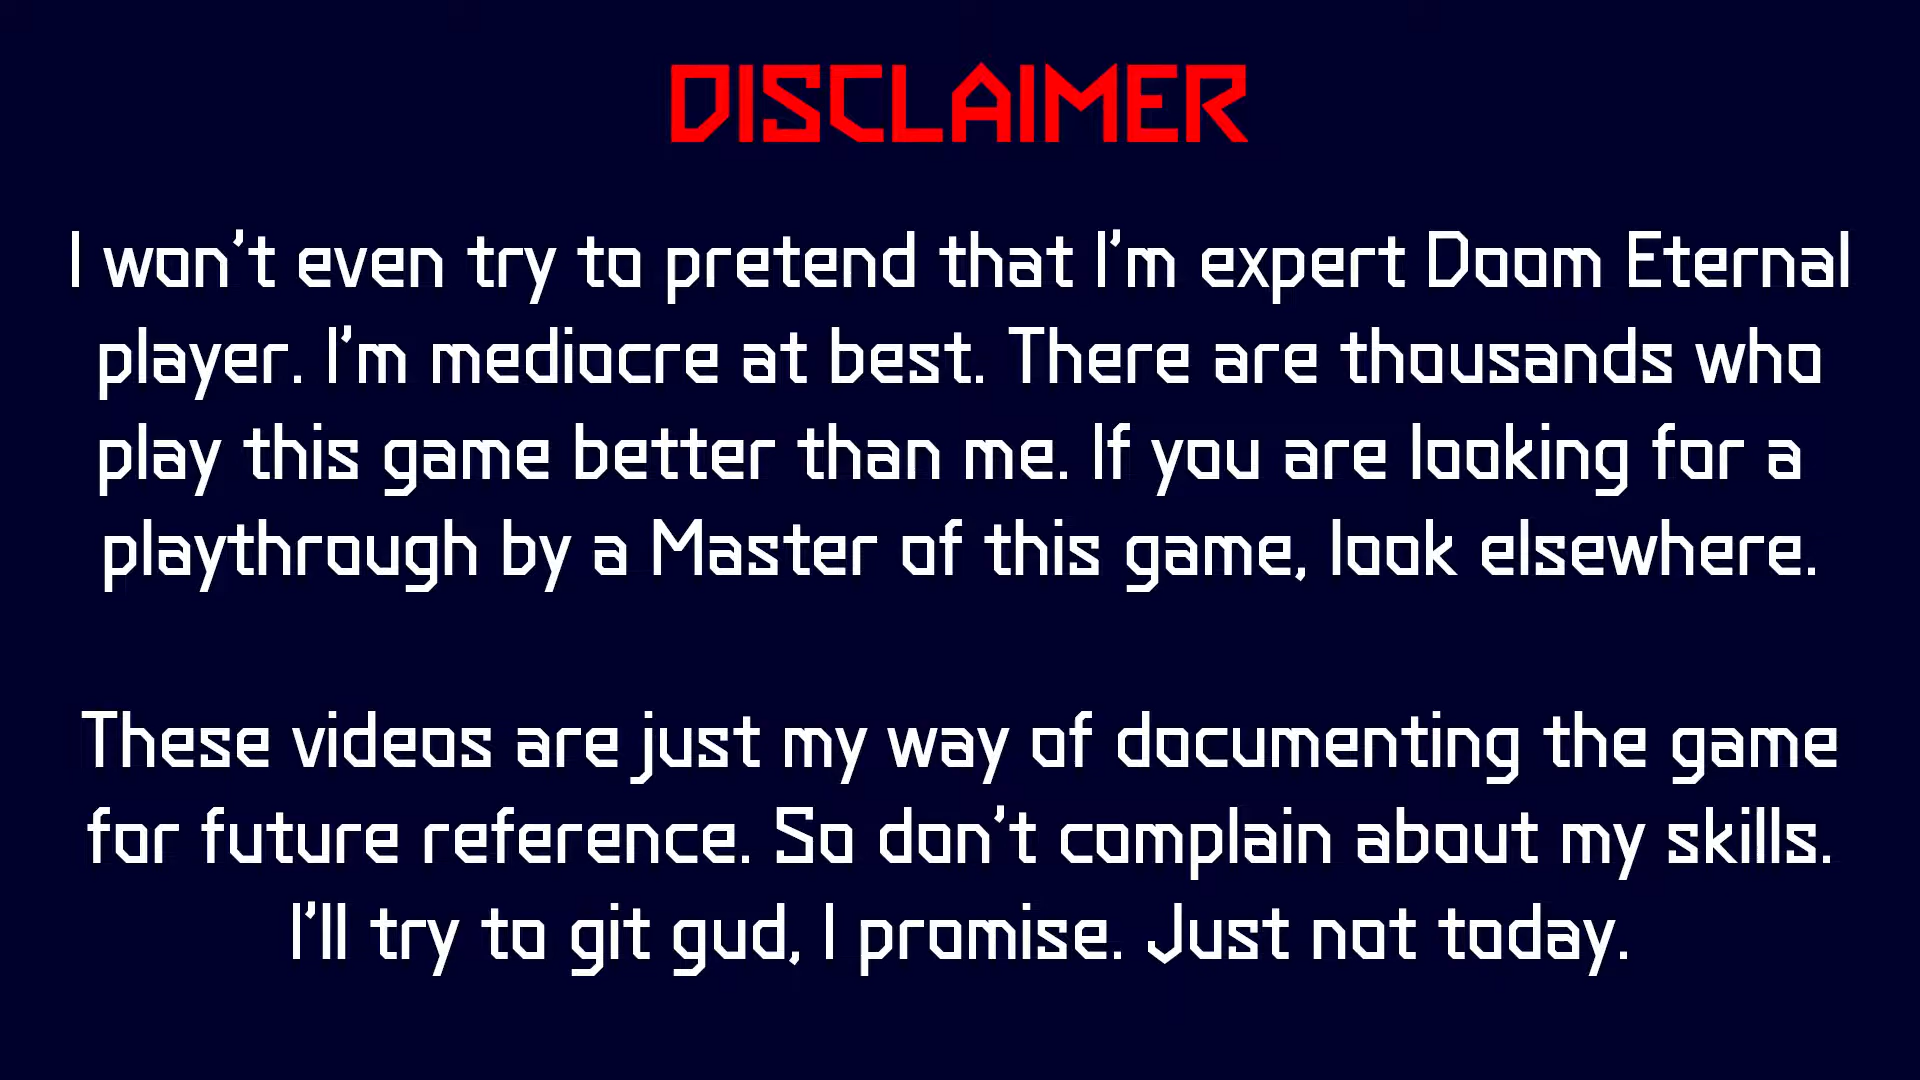 DISCLAIMER
I won't even try to pretend that I'm expert Doom Eternal
player. I'm mediocre at best. There are thousands who
play this game better than me. If you are looking for a
playthrough by a Master of this game, look elsewhere.
These videos are just my way of documenting the game
for future reference. So don't complain about my skills.
I'll try to git gud, I promise. Just not today.